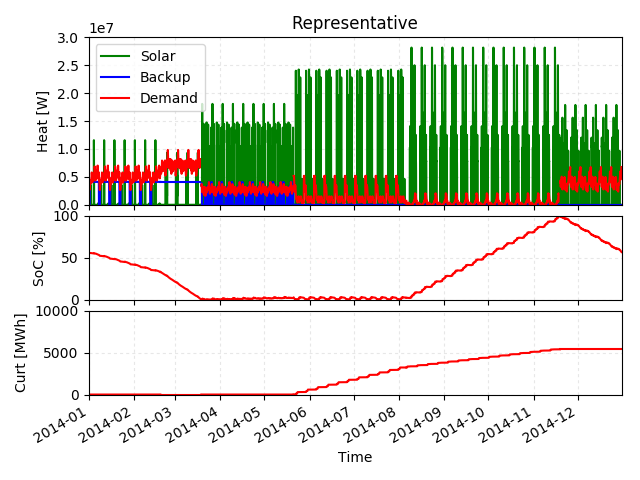 Representative
1e7
3.0
2.5
2.0
1.5
1.0
0.5
0.0
Heat [W]
Solar
Backup
Demand
100
50
0
SoC [%]
10000
5000
0
Curt [MWh]
2014-01
2014-02
2014-03
2014-04
2014-05
2014-06
2014-07
2014-08
2014-09
2014-10
2014-11
2014-12
Time